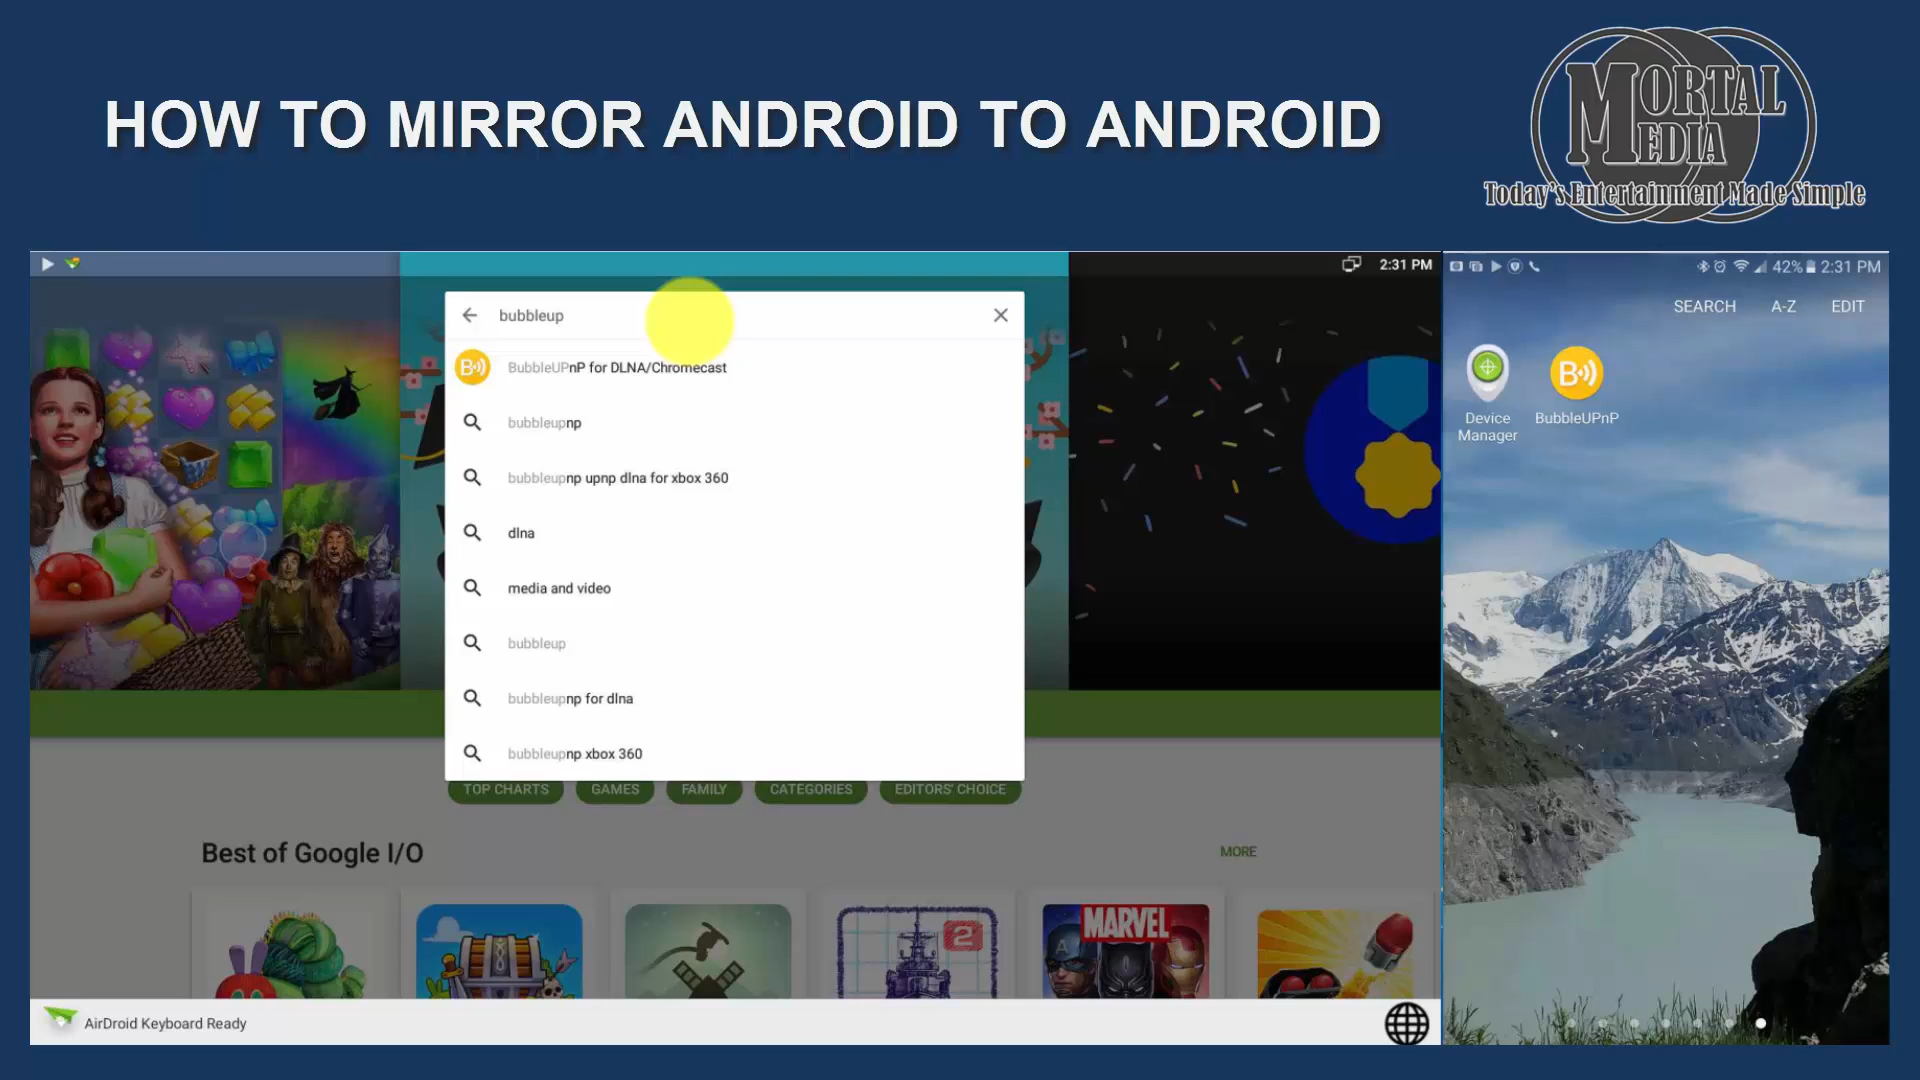 HOW TO MIRROR ANDROID TO ANDROID
MORTAL
MEDIA
Today's Entertainment Made Simple
2:31 PM
bubbleup
BubbleUPnP for DLNA/Chromecast
bubbleupnp
bubbleupnp upnp dlna for xbox 360
dlna
media and video
bubbleup
bubbleupnp for dlna
bubbleupnp xbox 360
TOP CHARTS GAMES FAMILY CATEGORIES EDITORS' CHOICE
Best of Google I/O MORE
2
MARVEL
A
AirDroid Keyboard Ready
42% 2:31 PM
SEARCH A-Z EDIT
B
Device
Manager
BubbleUPnP